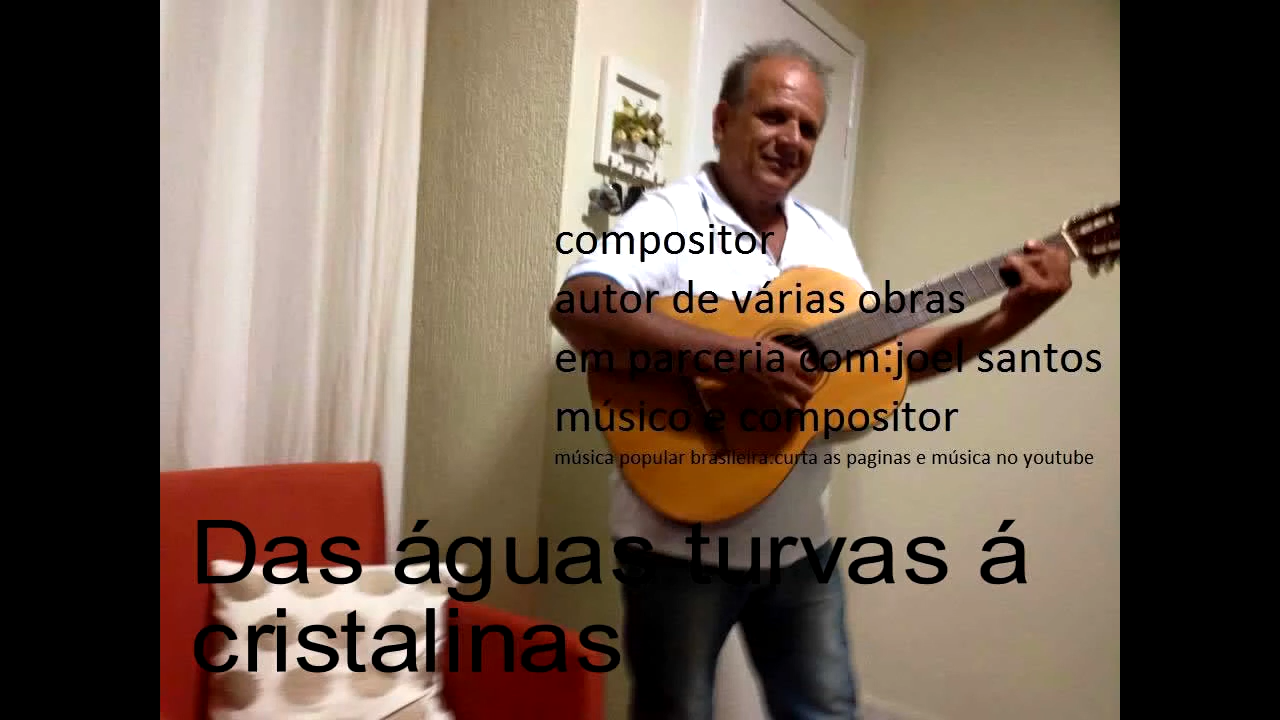 compositor
autor de várias obras
em parceria com:joel santos
músico e compositor
música popular brasileira:curta as paginas e música no youtube
Das águas turvas á
cristalinas